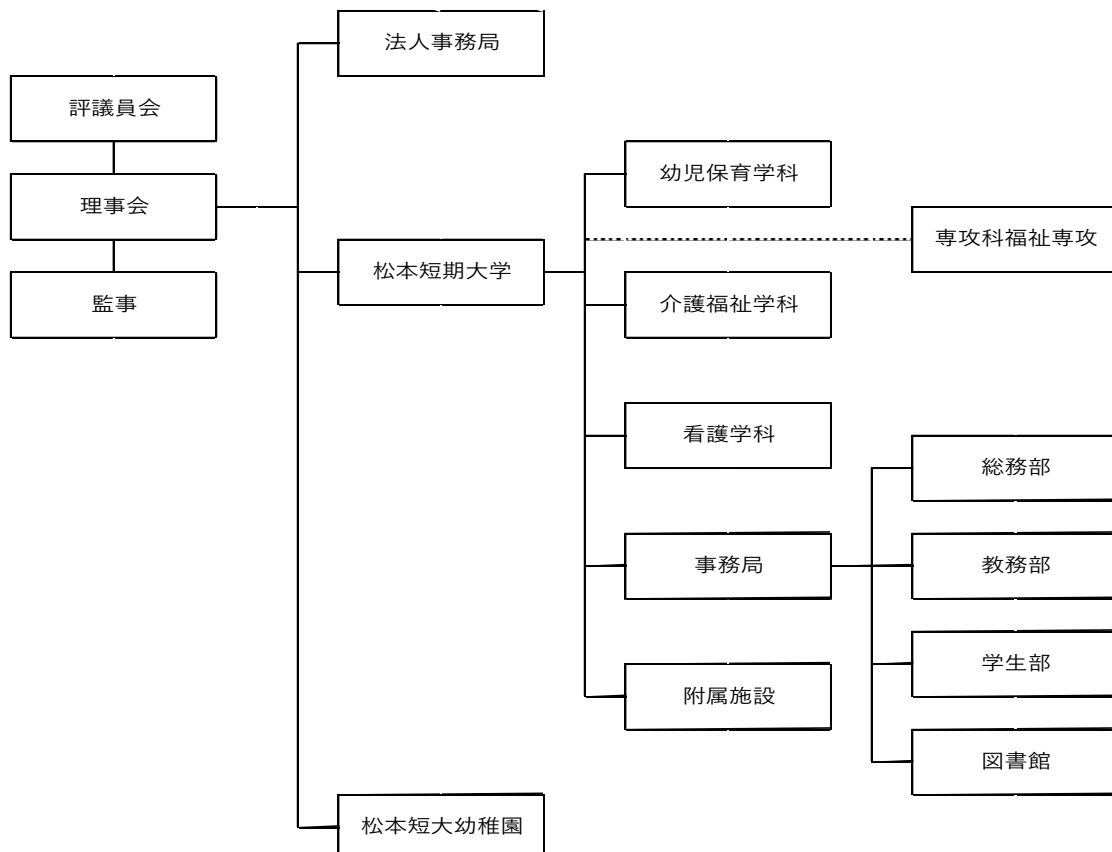 法人事務局
評議員会
理事会
監事
松本短期大学
松本短大幼稚園
幼児保育学科
専攻科福祉専攻
介護福祉学科
看護学科
事務局
附属施設
総務部
教務部
学生部
図書館